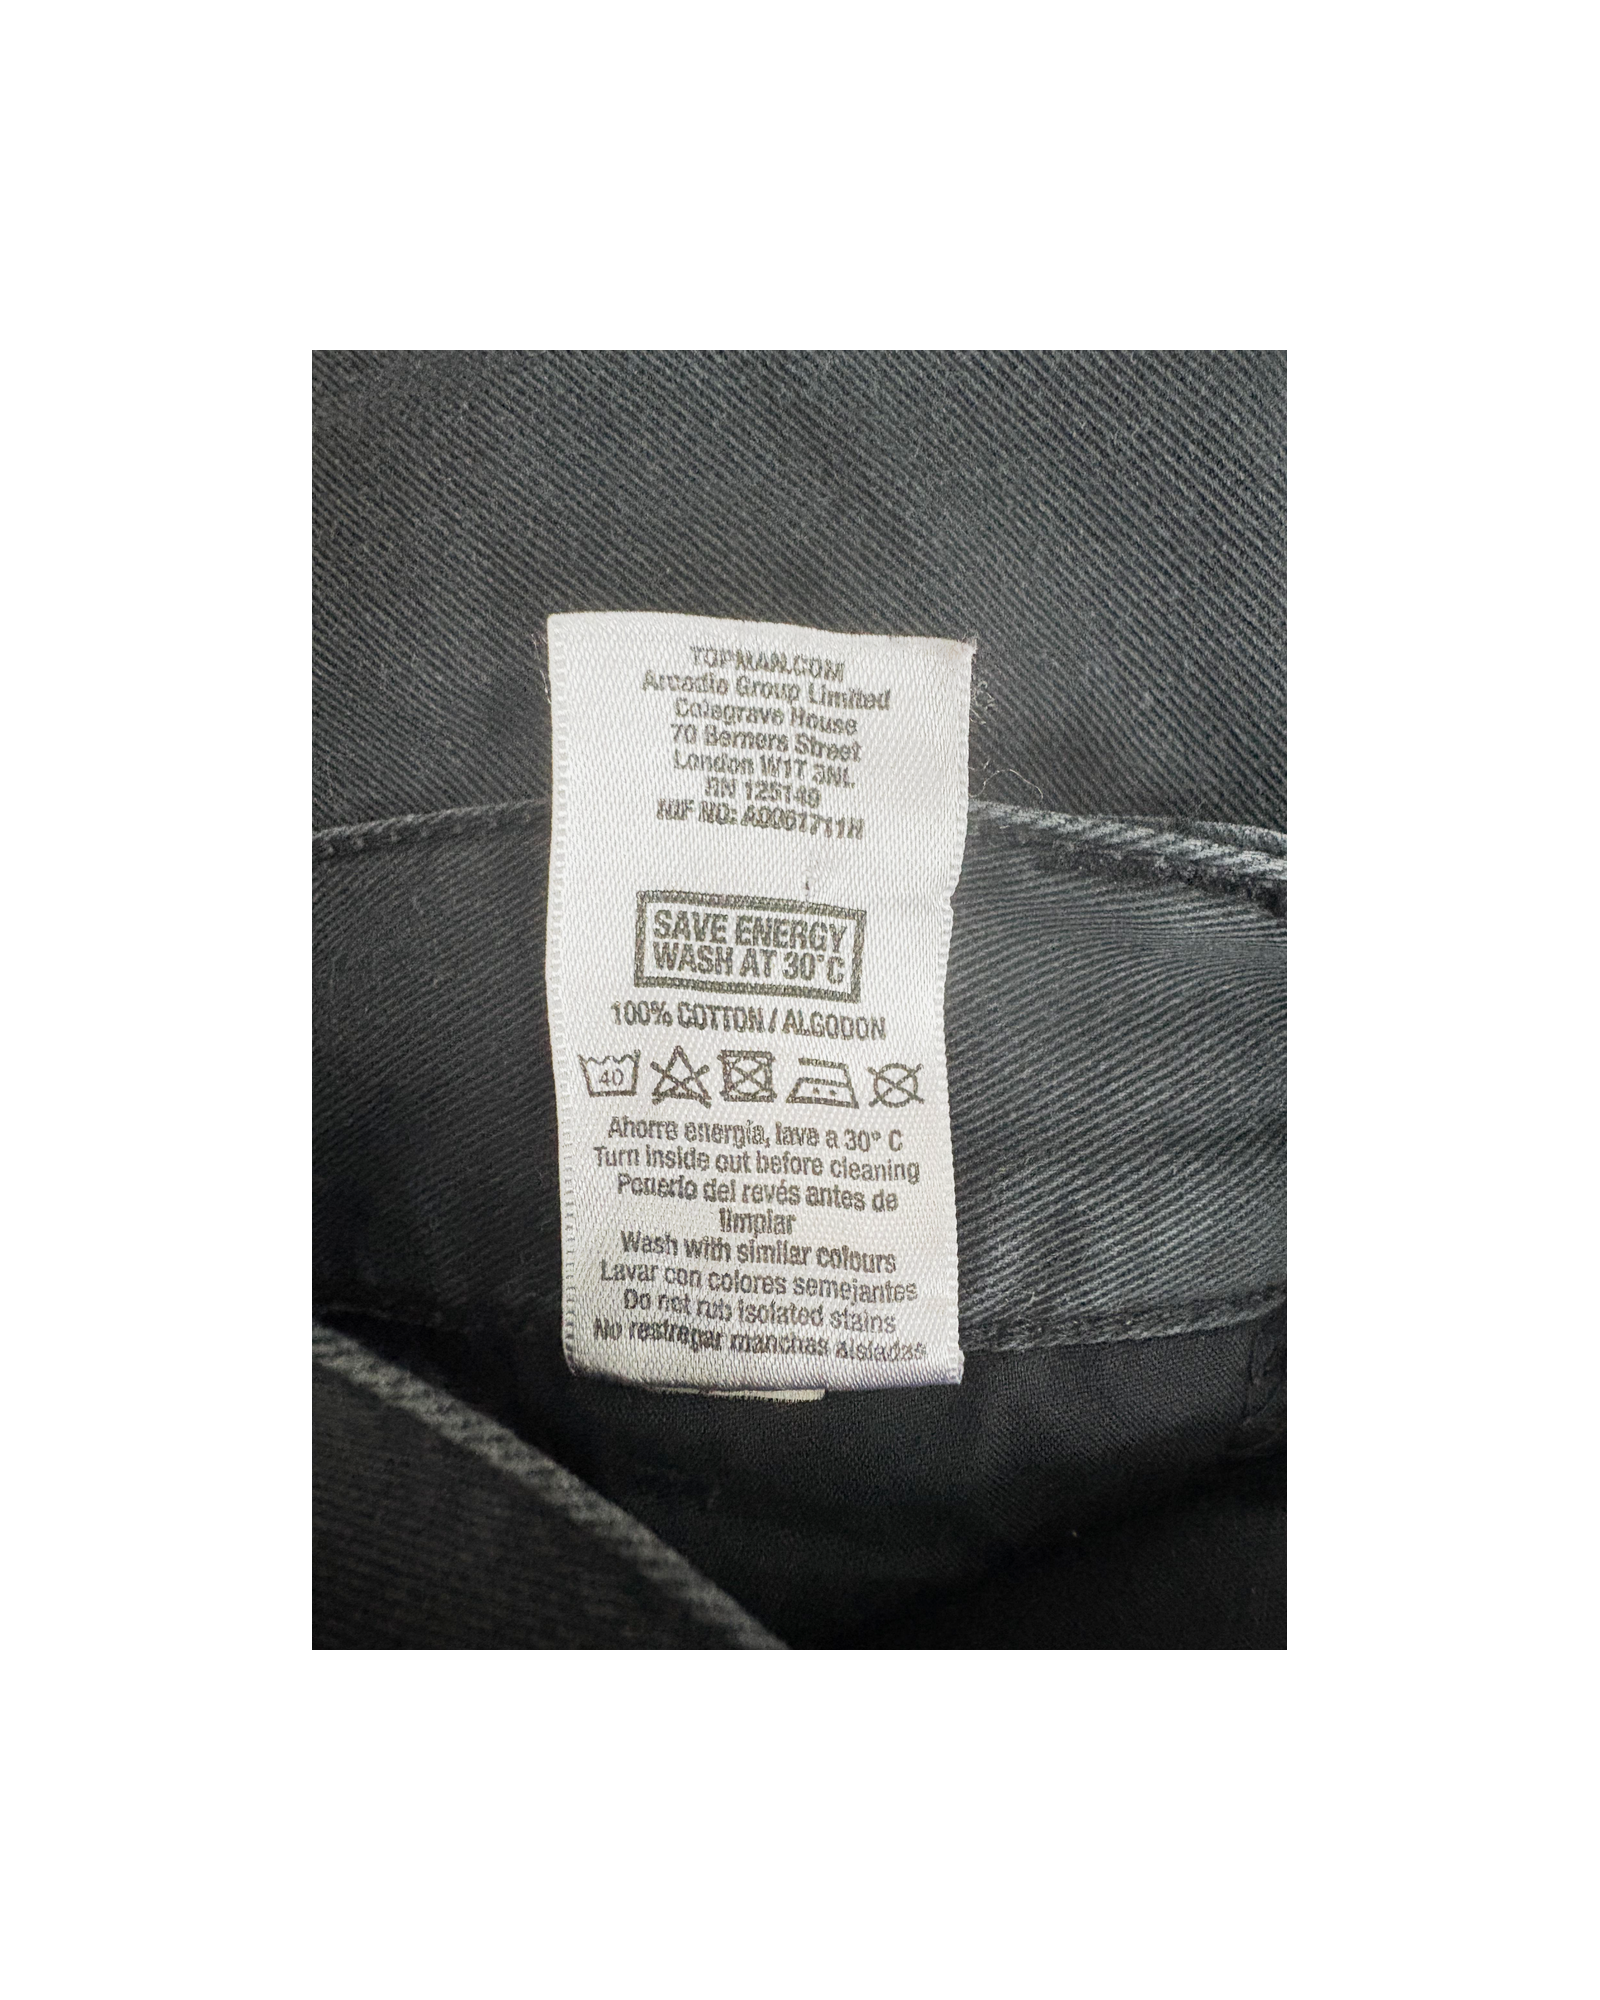 TOPMAN.COM
Arcadia Group Limited
Colegrave House
70 Berners Street
London W1T 3NL
RN 125149
NIF NO: A0061711H
SAVE ENERGY
WASH AT 30°C
100% COTTON / ALGODON
40
Ahorre energía, lave a 30° C
Turn inside out before cleaning
Ponerlo del revés antes de
limpiar
Wash with similar colours
Lavar con colores semejantes
Do not rub isolated stains
No restregar manchas aisladas